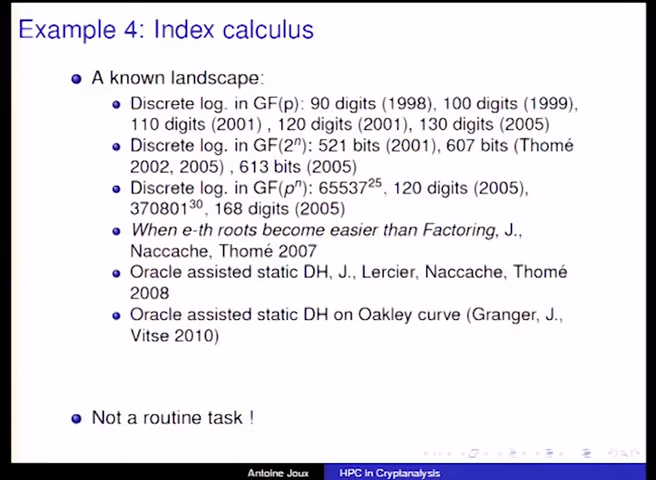 Example 4: Index calculus
A known landscape:
Discrete log. in GF(p): 90 digits (1998), 100 digits (1999),
110 digits (2001) , 120 digits (2001), 130 digits (2005)
Discrete log. in GF(2ⁿ): 521 bits (2001), 607 bits (Thomé
2002, 2005) , 613 bits (2005)
Discrete log. in GF(pⁿ): 65537²⁵, 120 digits (2005),
370801³⁰, 168 digits (2005)
When e-th roots become easier than Factoring, J.,
Naccache, Thomé 2007
Oracle assisted static DH, J., Lercier, Naccache, Thomé
2008
Oracle assisted static DH on Oakley curve (Granger, J.,
Vitse 2010)
Not a routine task !
Antoine Joux HPC in Cryptanalysis